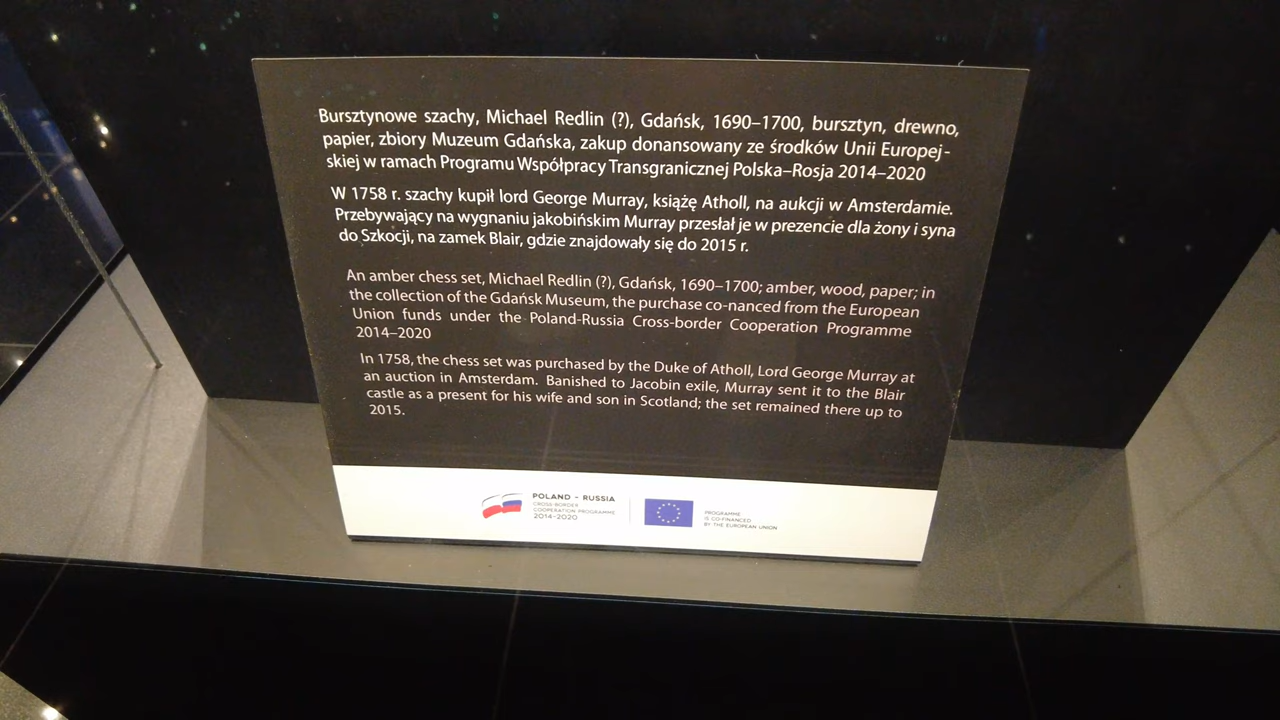 Bursztynowe szachy, Michael Redlin (?), Gdańsk, 1690–1700, bursztyn, drewno,
papier, zbiory Muzeum Gdańska, zakup donansowany ze środków Unii Europej-
skiej w ramach Programu Współpracy Transgranicznej Polska–Rosja 2014–2020
W 1758 r. szachy kupił lord George Murray, książę Atholl, na aukcji w Amsterdamie.
Przebywający na wygnaniu jakobińskim Murray przesłał je w prezencie dla żony i syna
do Szkocji, na zamek Blair, gdzie znajdowały się do 2015 r.
An amber chess set, Michael Redlin (?), Gdańsk, 1690–1700; amber, wood, paper; in
the collection of the Gdańsk Museum, the purchase co-nanced from the European
Union funds under the Poland-Russia Cross-border Cooperation Programme
2014–2020
In 1758, the chess set was purchased by the Duke of Atholl, Lord George Murray at
an auction in Amsterdam. Banished to Jacobin exile, Murray sent it to the Blair
castle as a present for his wife and son in Scotland; the set remained there up to
2015.
POLAND - RUSSIA
CROSS-BORDER
COOPERATION PROGRAMME
2014-2020
PROGRAMME
IS CO-FINANCED
BY THE EUROPEAN UNION